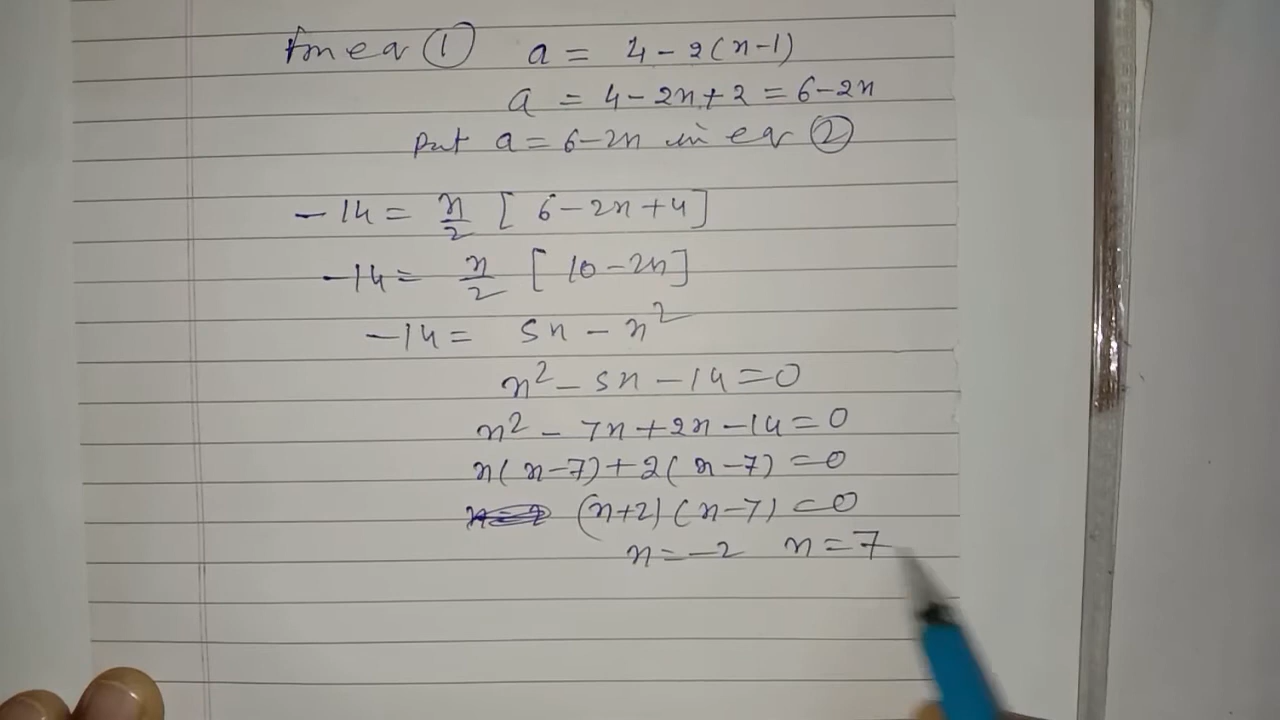 from eq ① a = 4 - 2(n-1)
a = 4 - 2n + 2 = 6 - 2n
Put a = 6 - 2n in eq ②
-14 = n/2 [ 6 - 2n + 4 ]
-14 = n/2 [ 10 - 2n ]
-14 = 5n - n²
n² - 5n - 14 = 0
n² - 7n + 2n - 14 = 0
n( n - 7) + 2( n - 7) = 0
(n+2) (n-7) = 0
n = -2 n = 7